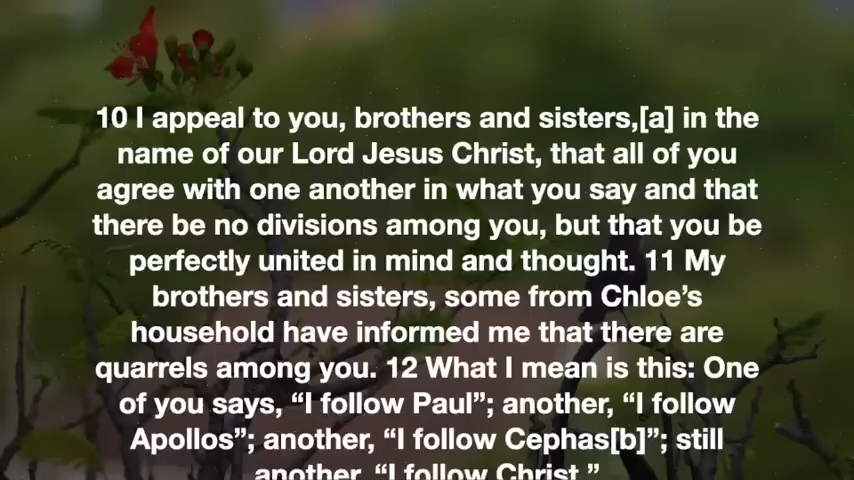 10 I appeal to you, brothers and sisters,[a] in the
name of our Lord Jesus Christ, that all of you
agree with one another in what you say and that
there be no divisions among you, but that you be
perfectly united in mind and thought. 11 My
brothers and sisters, some from Chloe’s
household have informed me that there are
quarrels among you. 12 What I mean is this: One
of you says, “I follow Paul”; another, “I follow
Apollos”; another, “I follow Cephas[b]”; still
another, “I follow Christ.”